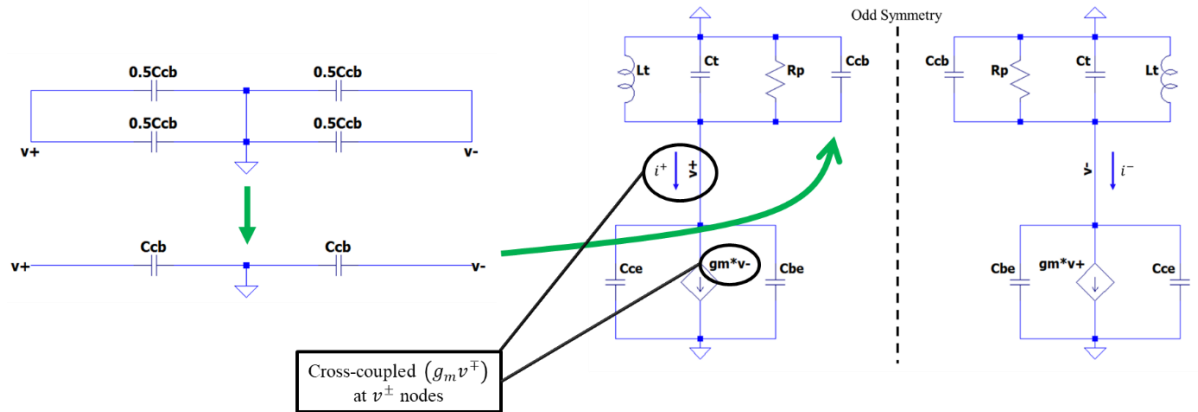 Odd Symmetry
0.5Ccb 0.5Ccb
0.5Ccb 0.5Ccb
v+ v-
Ccb Ccb
v+ v-
Lt Ct Rp Ccb
Ccb Rp Ct Lt
i⁺ v+
v- i⁻
Cce gm*v- Cbe
Cbe gm*v+ Cce
Cross-coupled (gₘv^∓)
at v^± nodes